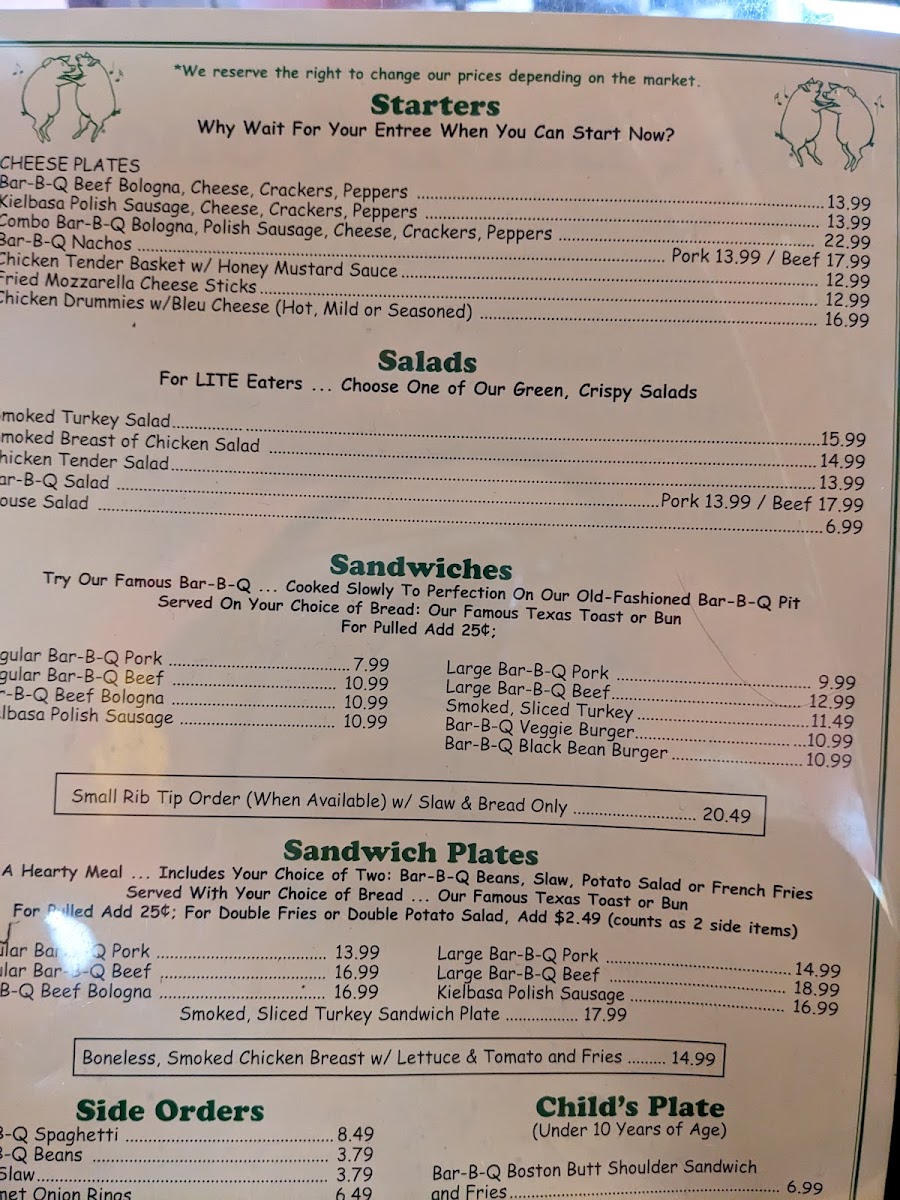 *We reserve the right to change our prices depending on the market.
Starters
Why Wait For Your Entree When You Can Start Now?
CHEESE PLATES
Bar-B-Q Beef Bologna, Cheese, Crackers, Peppers 13.99
Kielbasa Polish Sausage, Cheese, Crackers, Peppers 13.99
Combo Bar-B-Q Bologna, Polish Sausage, Cheese, Crackers, Peppers 22.99
Bar-B-Q Nachos Pork 13.99 / Beef 17.99
Chicken Tender Basket w/ Honey Mustard Sauce 12.99
Fried Mozzarella Cheese Sticks 12.99
Chicken Drummies w/Bleu Cheese (Hot, Mild or Seasoned) 16.99
Salads
For LITE Eaters ... Choose One of Our Green, Crispy Salads
moked Turkey Salad 15.99
moked Breast of Chicken Salad 14.99
hicken Tender Salad 13.99
ar-B-Q Salad Pork 13.99 / Beef 17.99
ouse Salad 6.99
Sandwiches
Try Our Famous Bar-B-Q ... Cooked Slowly To Perfection On Our Old-Fashioned Bar-B-Q Pit
Served On Your Choice of Bread: Our Famous Texas Toast or Bun
For Pulled Add 25¢;
gular Bar-B-Q Pork 7.99
gular Bar-B-Q Beef 10.99
r-B-Q Beef Bologna 10.99
lbasa Polish Sausage 10.99
Large Bar-B-Q Pork 9.99
Large Bar-B-Q Beef 12.99
Smoked, Sliced Turkey 11.49
Bar-B-Q Veggie Burger 10.99
Bar-B-Q Black Bean Burger 10.99
Small Rib Tip Order (When Available) w/ Slaw & Bread Only 20.49
Sandwich Plates
A Hearty Meal ... Includes Your Choice of Two: Bar-B-Q Beans, Slaw, Potato Salad or French Fries
Served With Your Choice of Bread ... Our Famous Texas Toast or Bun
For Pulled Add 25¢; For Double Fries or Double Potato Salad, Add $2.49 (counts as 2 side items)
ular Bar-B-Q Pork 13.99
ular Bar-B-Q Beef 16.99
B-Q Beef Bologna 16.99
Large Bar-B-Q Pork 14.99
Large Bar-B-Q Beef 18.99
Kielbasa Polish Sausage 16.99
Smoked, Sliced Turkey Sandwich Plate 17.99
Boneless, Smoked Chicken Breast w/ Lettuce & Tomato and Fries 14.99
Side Orders
B-Q Spaghetti 8.49
B-Q Beans 3.79
Slaw 3.79
met Onion Rings 6.49
Child's Plate
(Under 10 Years of Age)
Bar-B-Q Boston Butt Shoulder Sandwich
and Fries 6.99